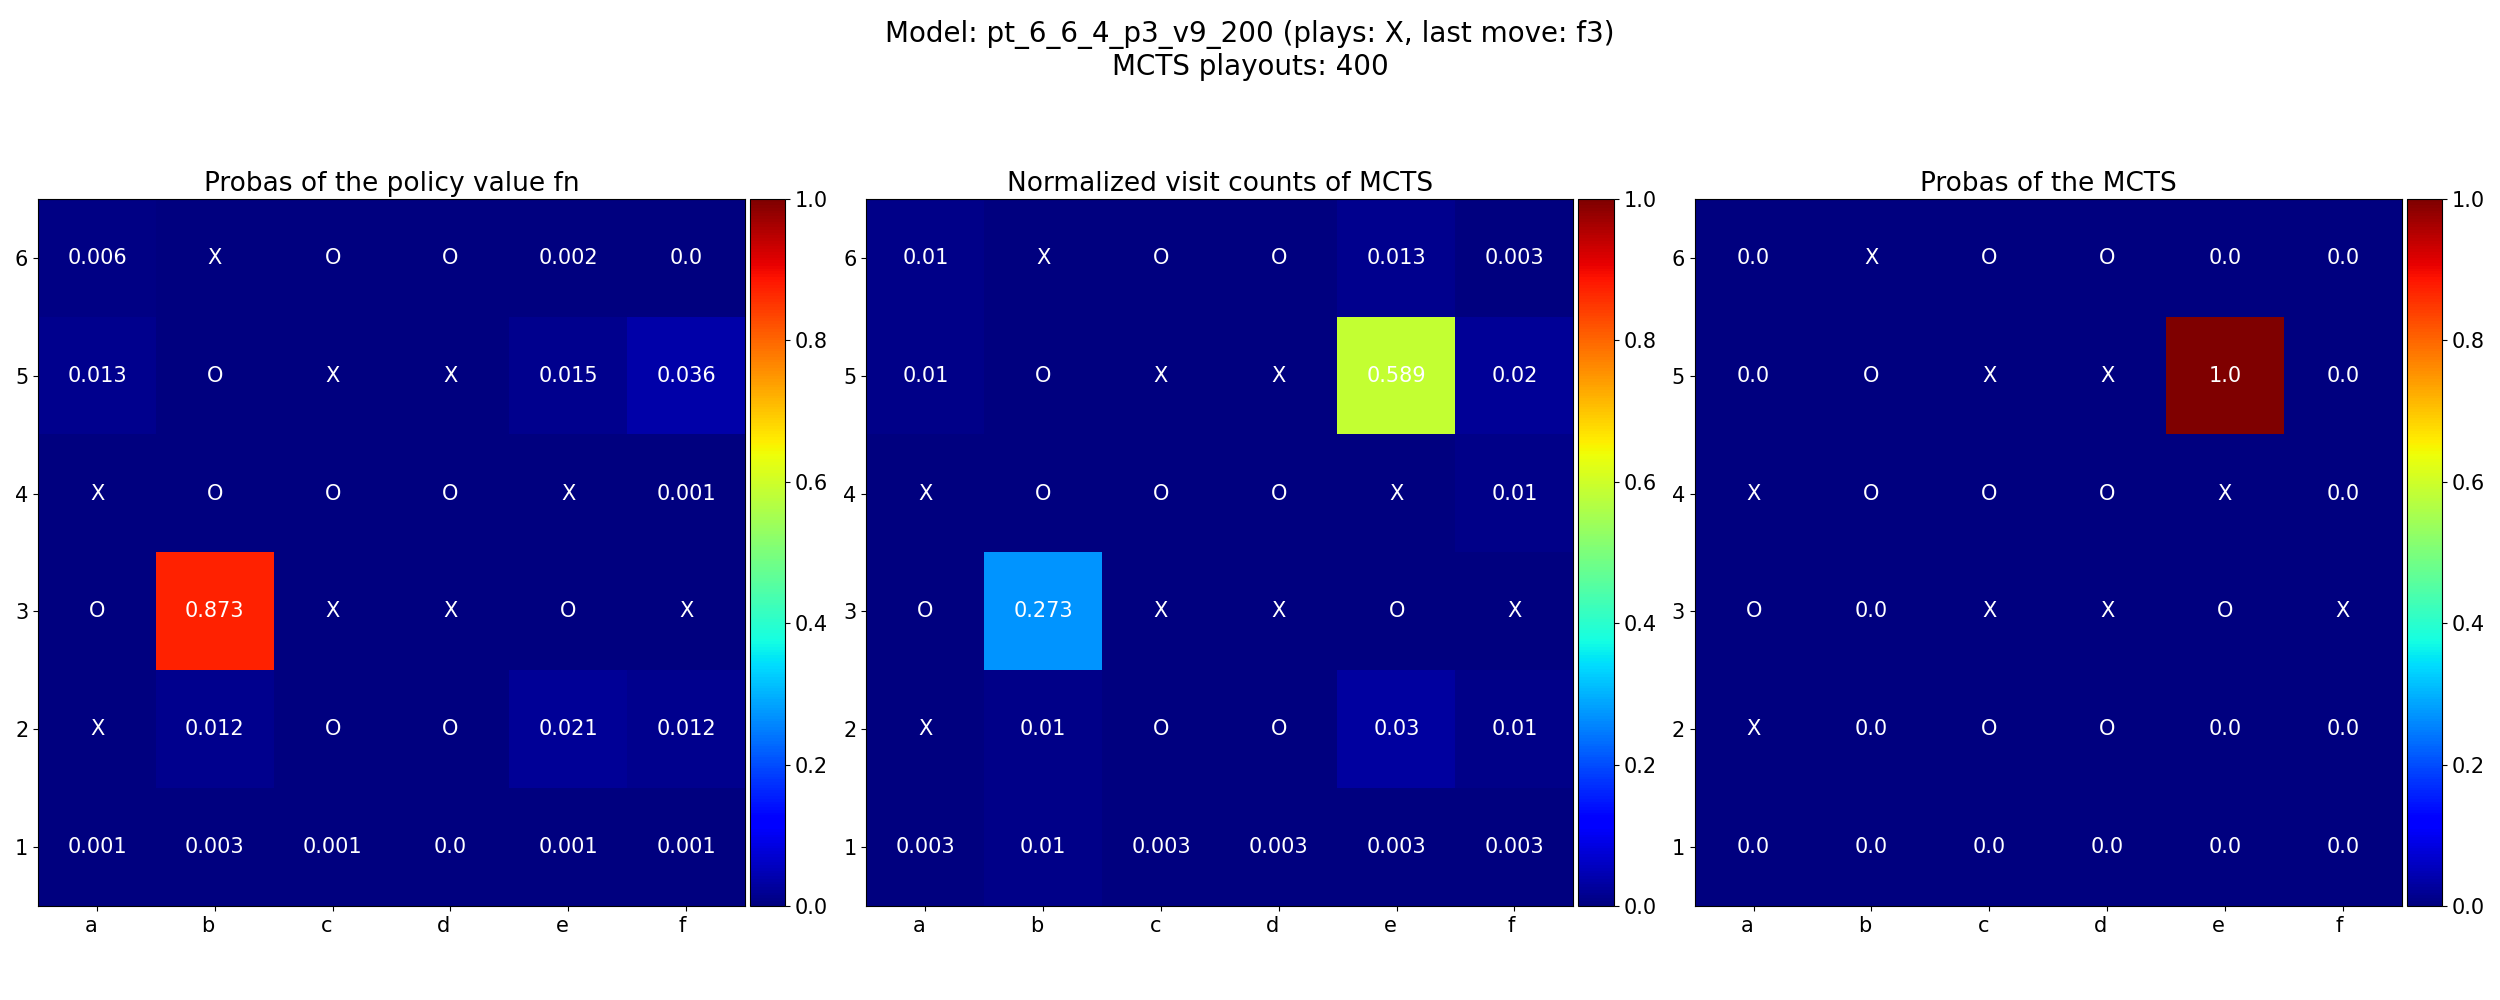 Model: pt_6_6_4_p3_v9_200 (plays: X, last move: f3)
MCTS playouts: 400
Probas of the policy value fn
6 0.006 X O O 0.002 0.0
5 0.013 O X X 0.015 0.036
4 X O O O X 0.001
3 O 0.873 X X O X
2 X 0.012 O O 0.021 0.012
1 0.001 0.003 0.001 0.0 0.001 0.001
a b c d e f
1.0
0.8
0.6
0.4
0.2
0.0
Normalized visit counts of MCTS
6 0.01 X O O 0.013 0.003
5 0.01 O X X 0.589 0.02
4 X O O O X 0.01
3 O 0.273 X X O X
2 X 0.01 O O 0.03 0.01
1 0.003 0.01 0.003 0.003 0.003 0.003
a b c d e f
1.0
0.8
0.6
0.4
0.2
0.0
Probas of the MCTS
6 0.0 X O O 0.0 0.0
5 0.0 O X X 1.0 0.0
4 X O O O X 0.0
3 O 0.0 X X O X
2 X 0.0 O O 0.0 0.0
1 0.0 0.0 0.0 0.0 0.0 0.0
a b c d e f
1.0
0.8
0.6
0.4
0.2
0.0